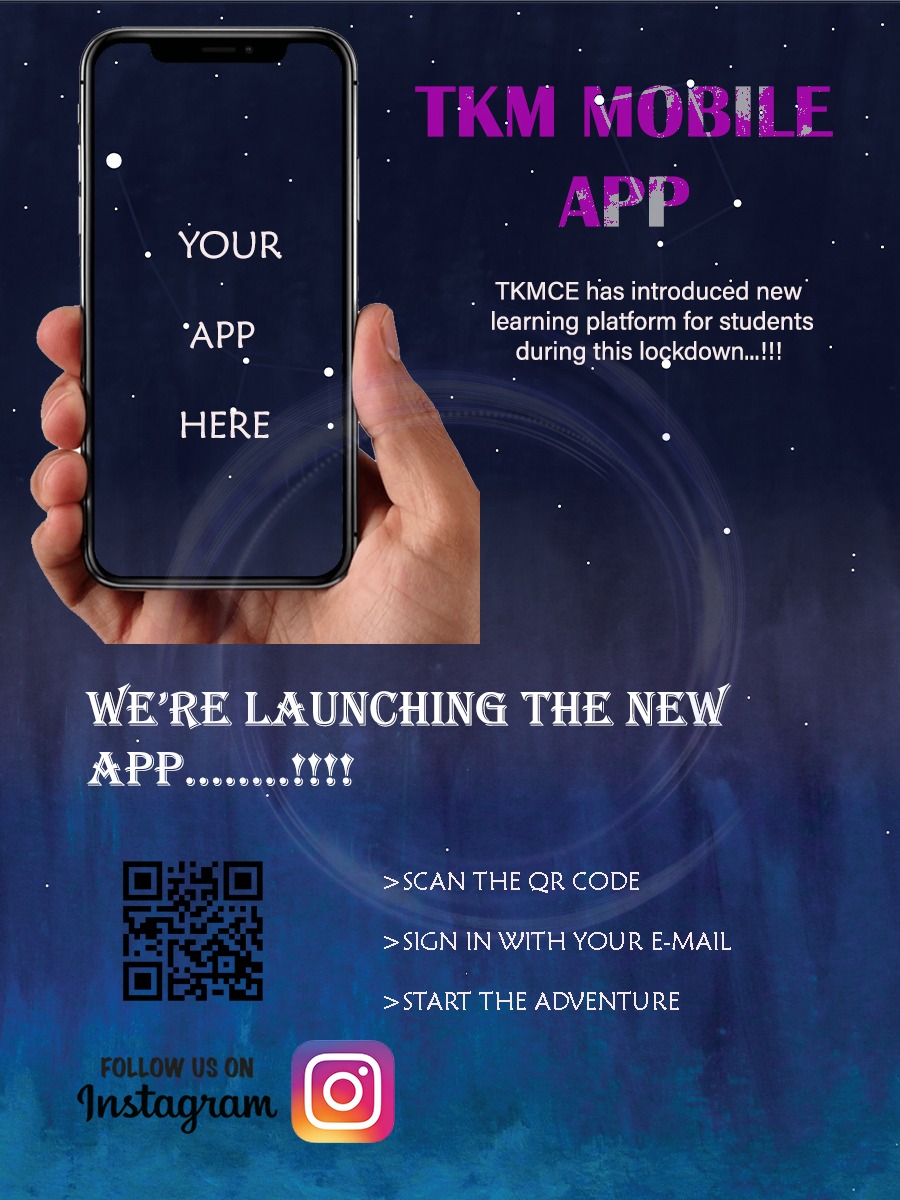 TKM MOBILE
APP
TKMCE has introduced new
learning platform for students
during this lockdown...!!!
YOUR
APP
HERE
WE'RE LAUNCHING THE NEW
APP........!!!!
>SCAN THE QR CODE
>SIGN IN WITH YOUR E-MAIL
>START THE ADVENTURE
FOLLOW US ON
Instagram